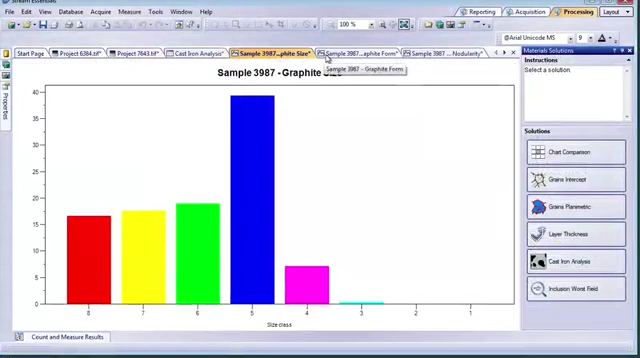 Stream Essentials
File Edit View Database Acquire Measure Tools Window Help
Reporting Acquisition Processing Layout
100 %
@Arial Unicode MS 9
Start Page Project 6384.tif* Project 7643.tif* Cast Iron Analysis* Sample 3987...phite Size* Sample 3987...aphite Form* Sample 3987 ... Nodularity*
Sample 3987 - Graphite Form
Sample 3987 - Graphite Size
40
35
30
25
20
15
10
5
0
8 7 6 5 4 3 2 1
Size class
Properties
Materials Solutions
Instructions
Select a solution.
Solutions
Chart Comparison
Grains Intercept
Grains Planimetric
Layer Thickness
Cast Iron Analysis
Inclusion Worst Field
Count and Measure Results